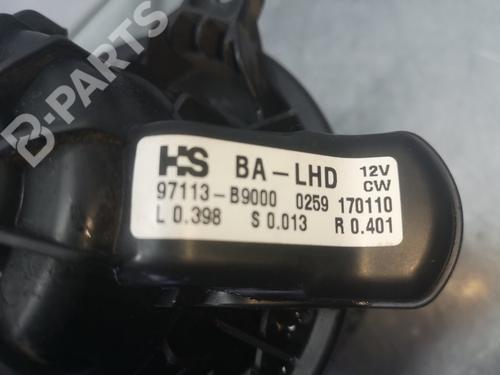 B-PARTS
HS BA-LHD 12V
CW
97113-B9000 0259 170110
L 0.398 S 0.013 R 0.401